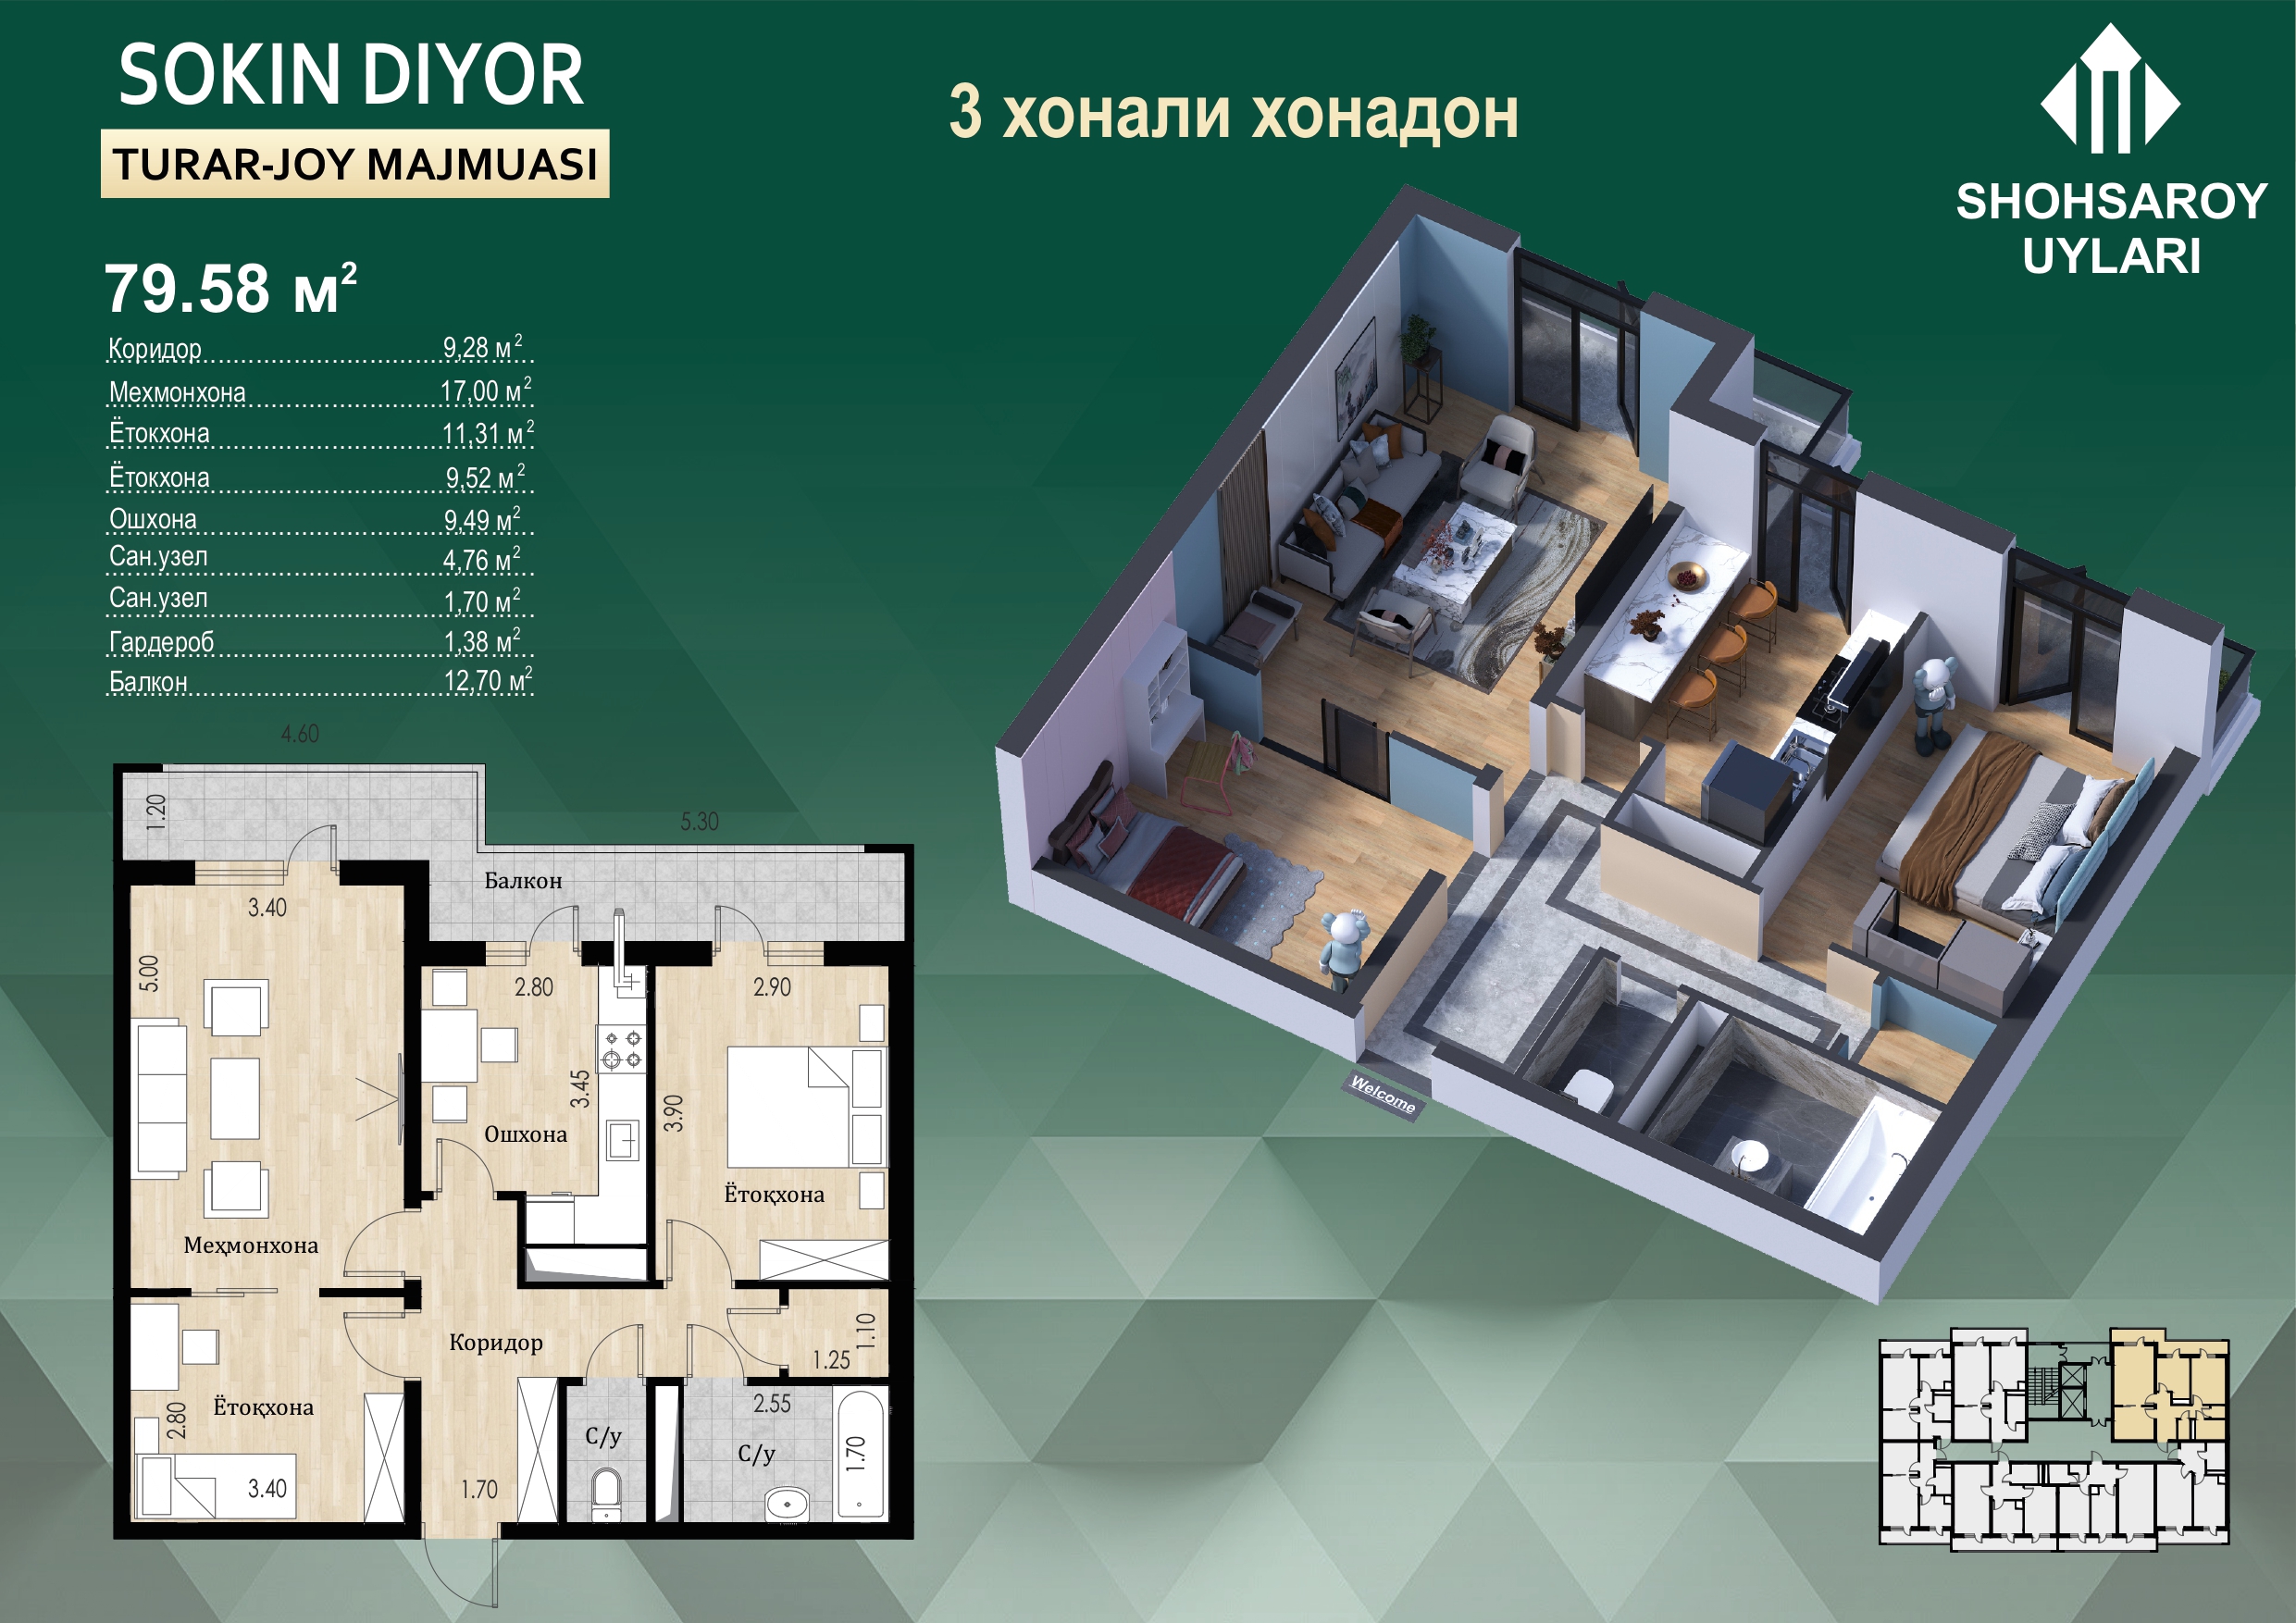 SOKIN DIYOR
TURAR-JOY MAJMUASI
3 хонали хонадон
SHOHSAROY
UYLARI
79.58 м²
Коридор 9,28 м²
Мехмонхона 17,00 м²
Ётокхона 11,31 м²
Ётокхона 9,52 м²
Ошхона 9,49 м²
Сан.узел 4,76 м²
Сан.узел 1,70 м²
Гардероб 1,38 м²
Балкон 12,70 м²
4.60
1.20
5.30
Балкон
3.40
5.00
2.80
2.90
3.45
3.90
Ошхона
Ётоқхона
Меҳмонхона
Коридор
1.10
1.25
Ётоқхона
2.80
3.40
1.70
С/у
2.55
С/у
1.70
Welcome